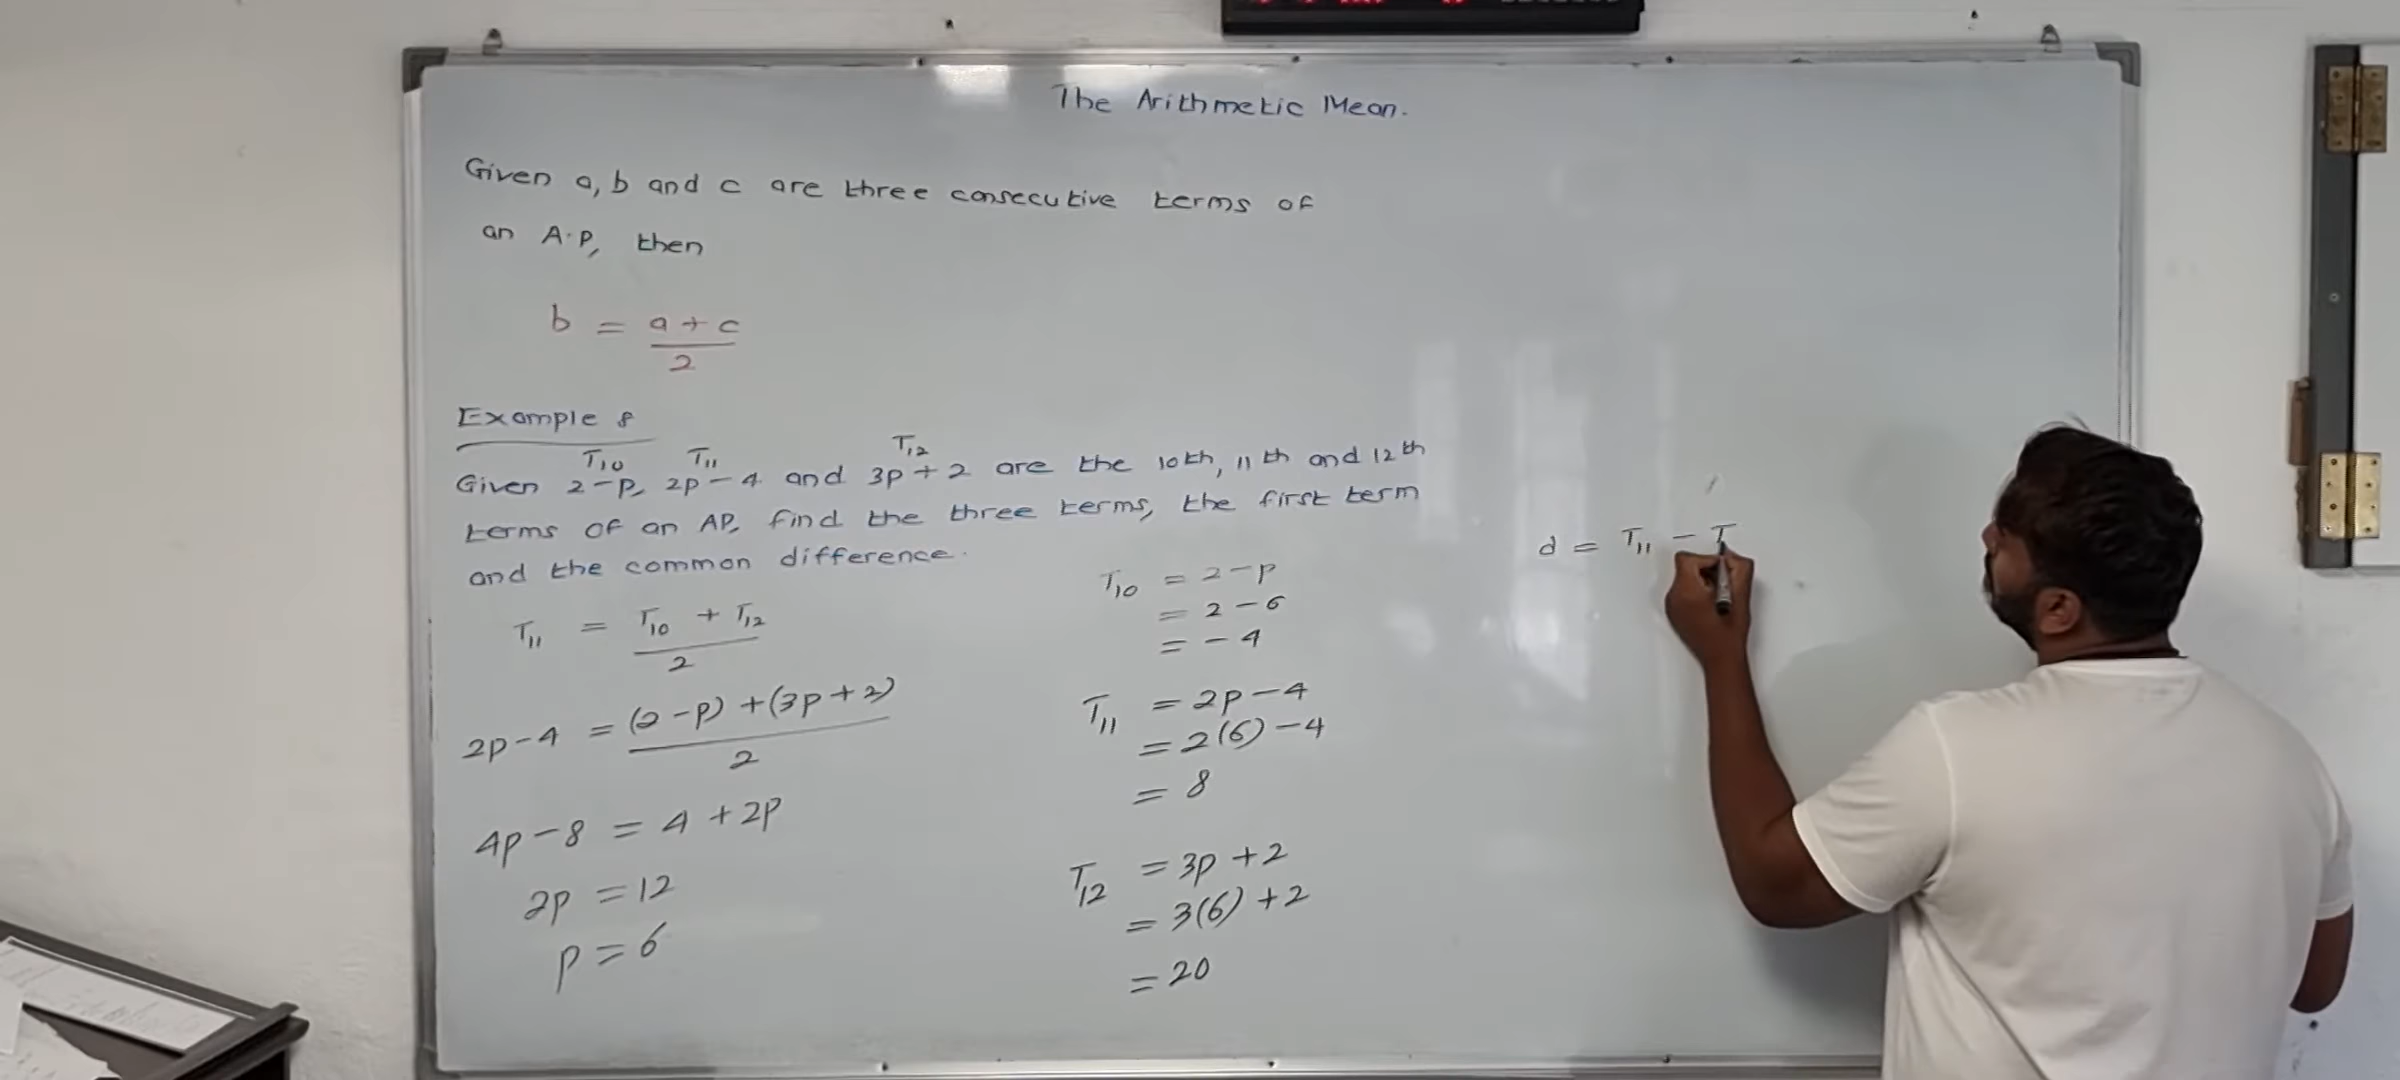 The Arithmetic Mean.
Given a, b and c are three consecutive terms of
an A.P, then
b = a + c
2
Example 8
T10 T11 T12
Given 2-p, 2p-4 and 3p+2 are the 10th, 11th and 12th
terms of an AP, find the three terms, the first term
and the common difference.
T11 = T10 + T12
2
2p-4 = (2-p)+(3p+2)
2
4p-8 = 4+2p
2p = 12
p = 6
T10 = 2-p
= 2-6
= -4
T11 = 2p-4
= 2(6)-4
= 8
T12 = 3p+2
= 3(6)+2
= 20
d = T11 - T